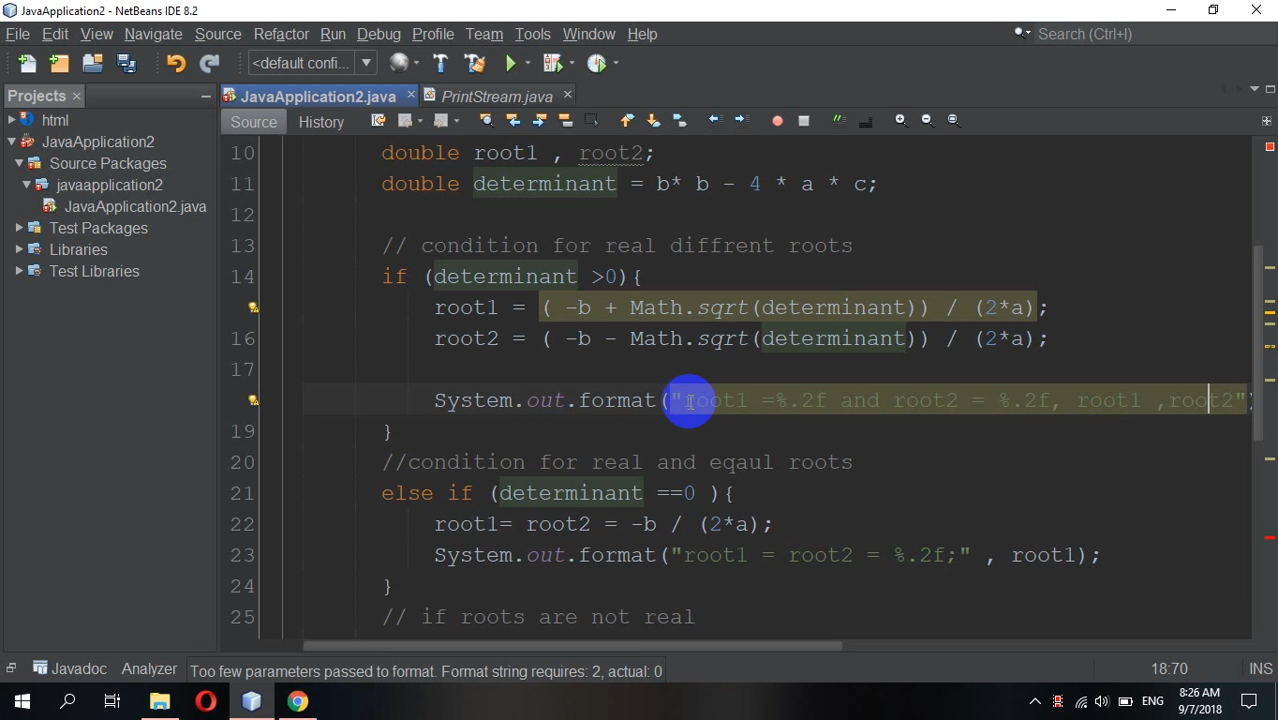 JavaApplication2 - NetBeans IDE 8.2
File Edit View Navigate Source Refactor Run Debug Profile Team Tools Window Help
Search (Ctrl+I)
<default confi...
Projects
JavaApplication2.java
PrintStream.java
Source
History
html
JavaApplication2
Source Packages
javaapplication2
JavaApplication2.java
Test Packages
Libraries
Test Libraries
10 double root1 , root2;
11 double determinant = b* b - 4 * a * c;
12
13 // condition for real diffrent roots
14 if (determinant >0){
root1 = ( -b + Math.sqrt(determinant)) / (2*a);
16 root2 = ( -b - Math.sqrt(determinant)) / (2*a);
17
System.out.format("root1 =%.2f and root2 = %.2f, root1 ,root2")
19 }
20 //condition for real and eqaul roots
21 else if (determinant ==0 ){
22 root1= root2 = -b / (2*a);
23 System.out.format("root1 = root2 = %.2f;" , root1);
24 }
25 // if roots are not real
Javadoc
Analyzer
Too few parameters passed to format. Format string requires: 2, actual: 0
18:70
INS
ENG
8:26 AM
9/7/2018